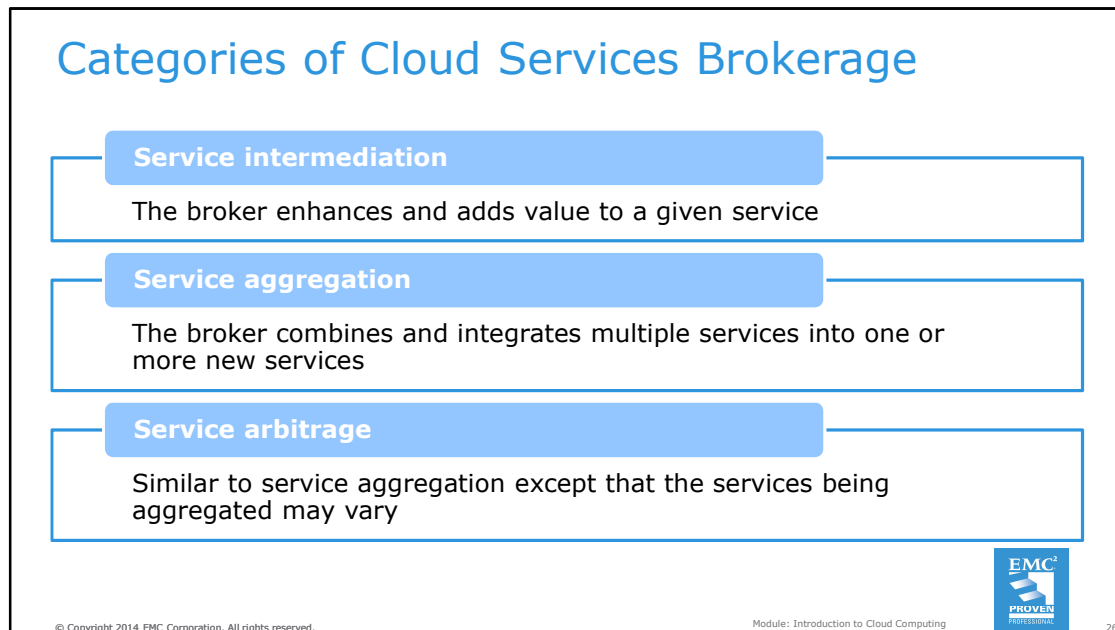 Categories of Cloud Services Brokerage
Service intermediation
The broker enhances and adds value to a given service
Service aggregation
The broker combines and integrates multiple services into one or
more new services
Service arbitrage
Similar to service aggregation except that the services being
aggregated may vary
EMC²
PROVEN
PROFESSIONAL
© Copyright 2014 EMC Corporation. All rights reserved.
Module: Introduction to Cloud Computing
26